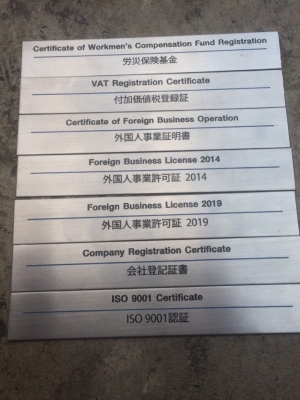 Certificate of Workmen's Compensation Fund Registration
労災保険基金
VAT Registration Certificate
付加価値税登録証
Certificate of Foreign Business Operation
外国人事業証明書
Foreign Business License 2014
外国人事業許可証 2014
Foreign Business License 2019
外国人事業許可証 2019
Company Registration Certificate
会社登記証書
ISO 9001 Certificate
ISO 9001認証